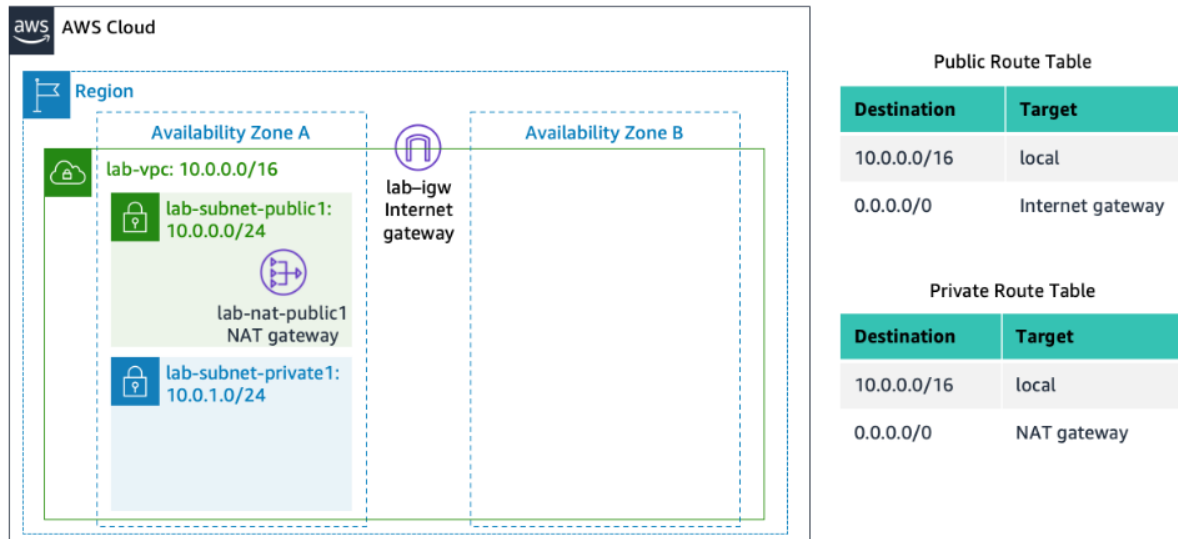 aws
AWS Cloud
Region
Availability Zone A
Availability Zone B
lab-vpc: 10.0.0.0/16
lab-subnet-public1:
10.0.0.0/24
lab-nat-public1
NAT gateway
lab-subnet-private1:
10.0.1.0/24
lab–igw
Internet
gateway
Public Route Table
Destination Target
10.0.0.0/16 local
0.0.0.0/0 Internet gateway
Private Route Table
Destination Target
10.0.0.0/16 local
0.0.0.0/0 NAT gateway